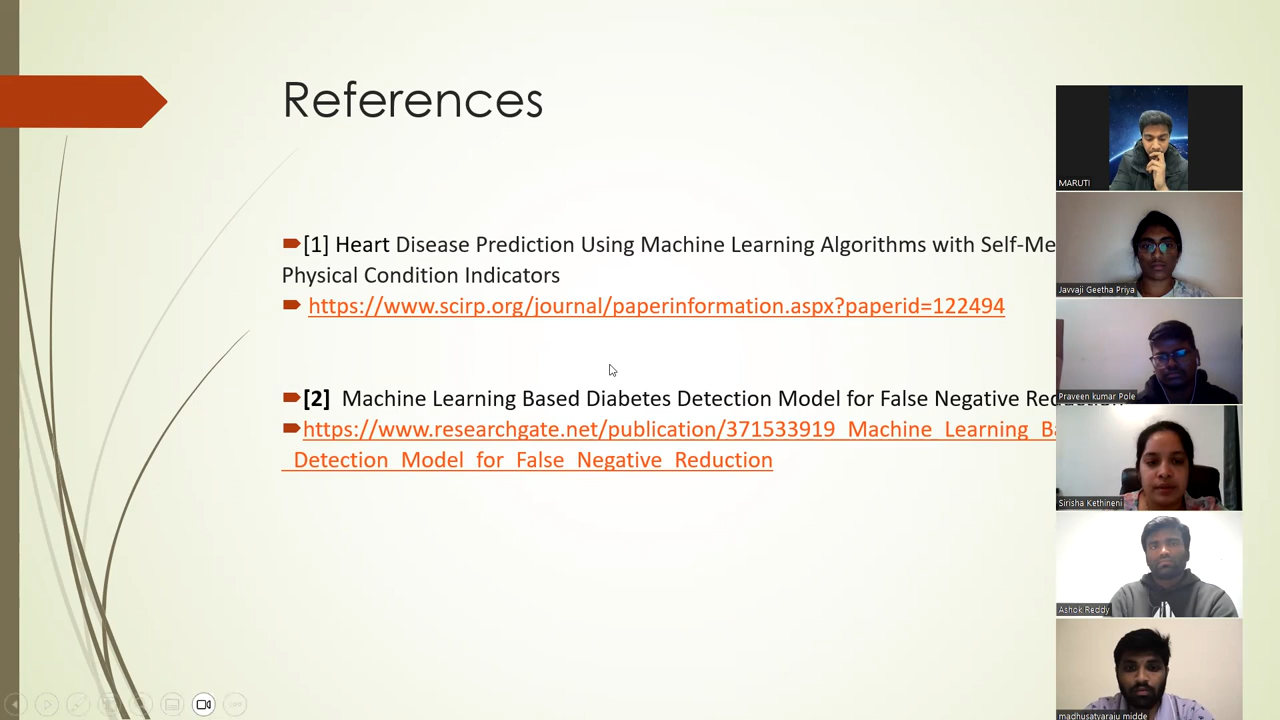 References
[1] Heart Disease Prediction Using Machine Learning Algorithms with Self-Me
Physical Condition Indicators
https://www.scirp.org/journal/paperinformation.aspx?paperid=122494
[2] Machine Learning Based Diabetes Detection Model for False Negative
https://www.researchgate.net/publication/371533919_Machine_Learning_Ba
_Detection_Model_for_False_Negative_Reduction
MARUTI
Javvaji Geetha Priya
Praveen kumar Pole
Sirisha Kethineni
Ashok Reddy
madhusatyaraju midde